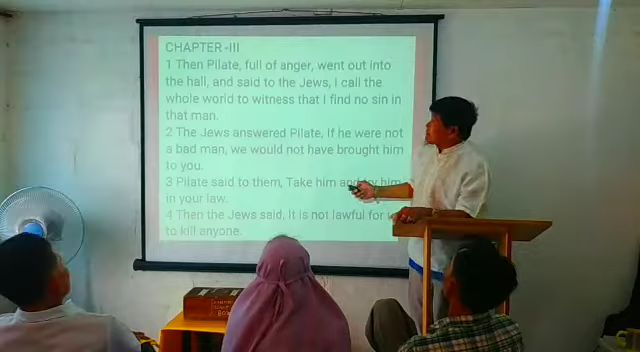 CHAPTER -III
1 Then Pilate, full of anger, went out into
the hall, and said to the Jews, I call the
whole world to witness that I find no sin in
that man.
2 The Jews answered Pilate, If he were not
a bad man, we would not have brought him
to you.
3 Pilate said to them, Take him and try him
in your law.
4 Then the Jews said, It is not lawful for
to kill anyone.
BOX